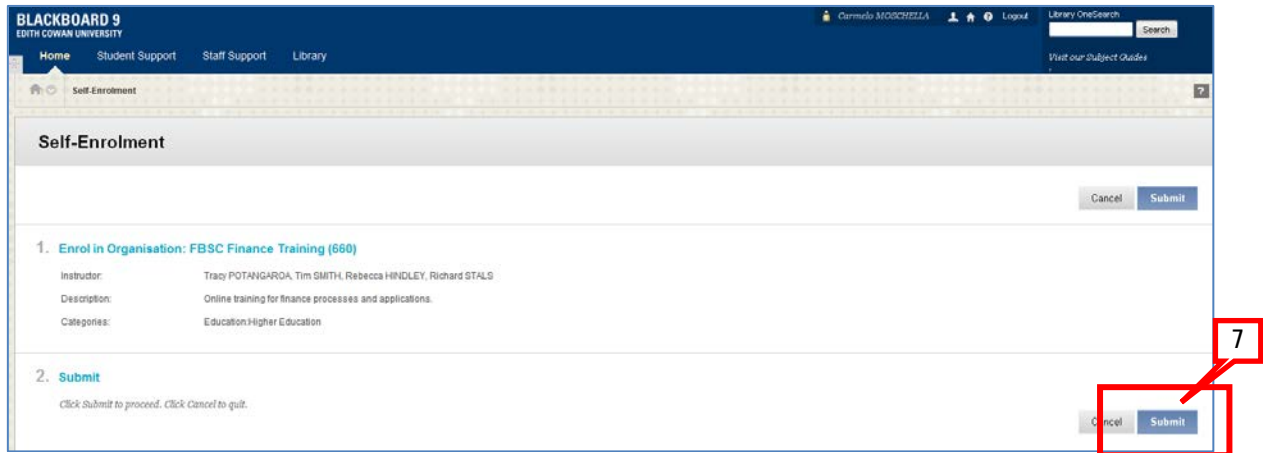 BLACKBOARD 9
EDITH COWAN UNIVERSITY
Carmelo MOSCHELLA
Logout
Library OneSearch
Search
Home Student Support Staff Support Library
Visit our Subject Guides
Self-Enrolment
?
Self-Enrolment
Cancel Submit
1. Enrol in Organisation: FBSC Finance Training (660)
Instructor: Tracy POTANGAROA, Tim SMITH, Rebecca HINDLEY, Richard STALS
Description: Online training for finance processes and applications.
Categories: Education:Higher Education
7
2. Submit
Click Submit to proceed. Click Cancel to quit.
Cancel Submit